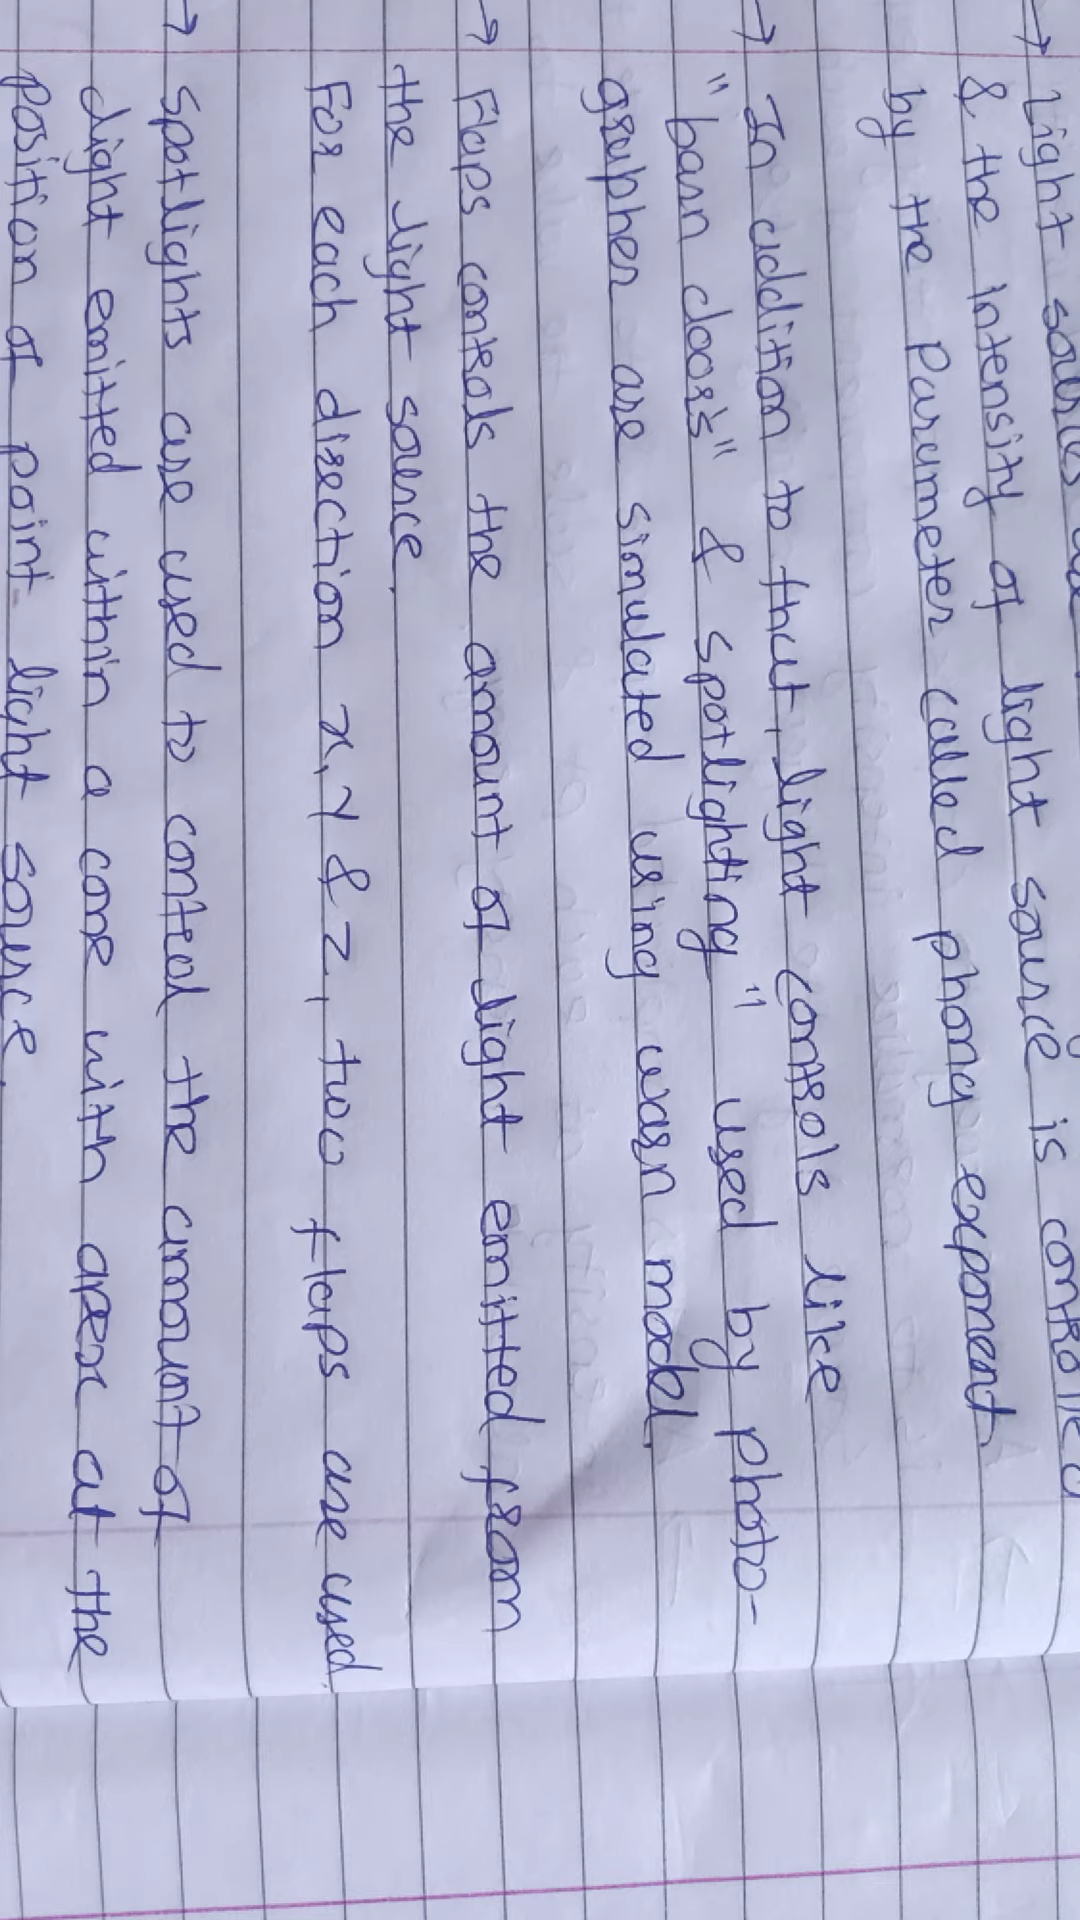 → Light sources
& the intensity of light source is controlled
by the Parameter called phong exponent
→ In addition to that, light controls like
"barn doors" & spotlighting" used by photo-
grapher are simulated using warn model.
→ Flaps controls the amount of light emitted from
the light source.
For each direction x, y & z, two flaps are used.
→ spotlights are used to control the amount of
light emitted within a cone with apex at the
position of point light source.